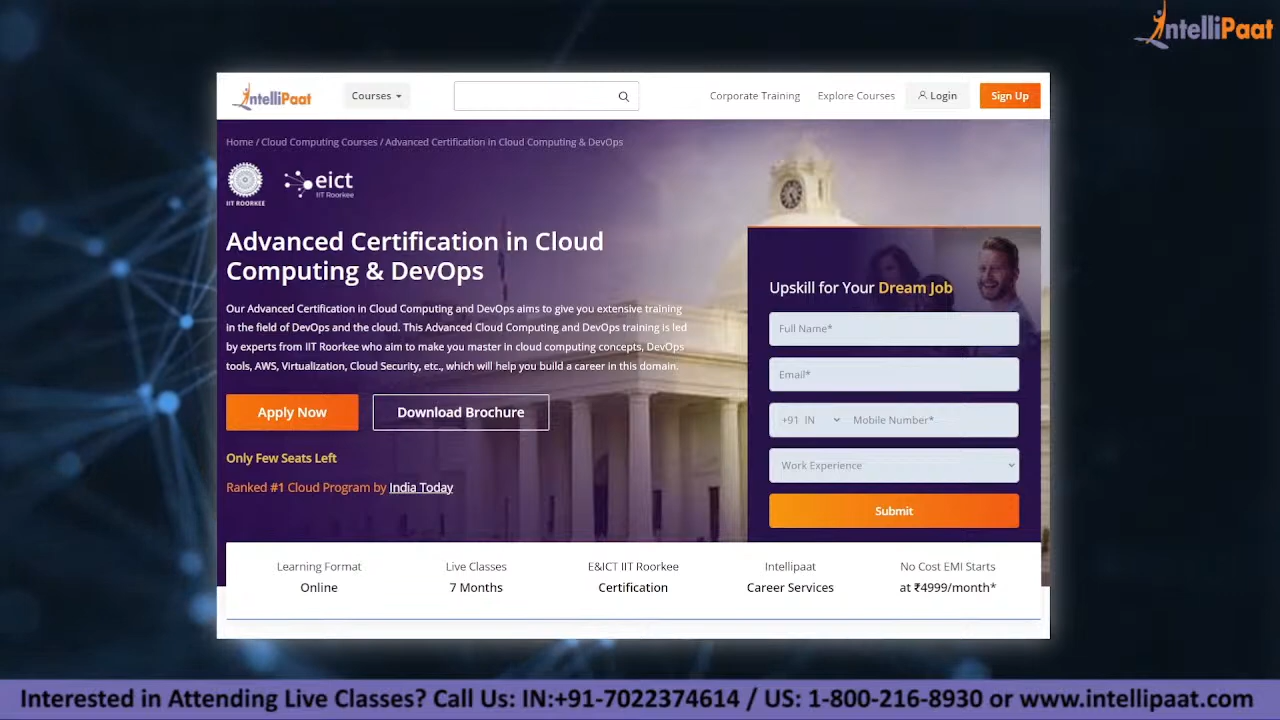 IntelliPaat
IntelliPaat
Courses
Corporate Training
Explore Courses
Login
Sign Up
Home / Cloud Computing Courses / Advanced Certification in Cloud Computing & DevOps
IIT ROORKEE
eict
IIT Roorkee
Advanced Certification in Cloud
Computing & DevOps
Our Advanced Certification in Cloud Computing and DevOps aims to give you extensive training
in the field of DevOps and the cloud. This Advanced Cloud Computing and DevOps training is led
by experts from IIT Roorkee who aim to make you master in cloud computing concepts, DevOps
tools, AWS, Virtualization, Cloud Security, etc., which will help you build a career in this domain.
Apply Now
Download Brochure
Only Few Seats Left
Ranked #1 Cloud Program by India Today
Upskill for Your Dream Job
Full Name*
Email*
+91 IN
Mobile Number*
Work Experience
Submit
Learning Format
Online
Live Classes
7 Months
E&ICT IIT Roorkee
Certification
Intellipaat
Career Services
No Cost EMI Starts
at ₹4999/month*
Interested in Attending Live Classes? Call Us: IN:+91-7022374614 / US: 1-800-216-8930 or www.intellipaat.com